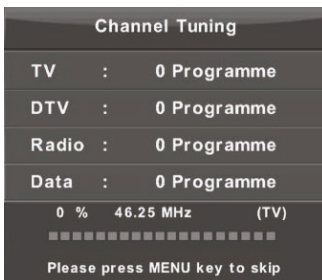 Channel Tuning
TV : 0 Programme
DTV : 0 Programme
Radio : 0 Programme
Data : 0 Programme
0 % 46.25 MHz (TV)
Please press MENU key to skip